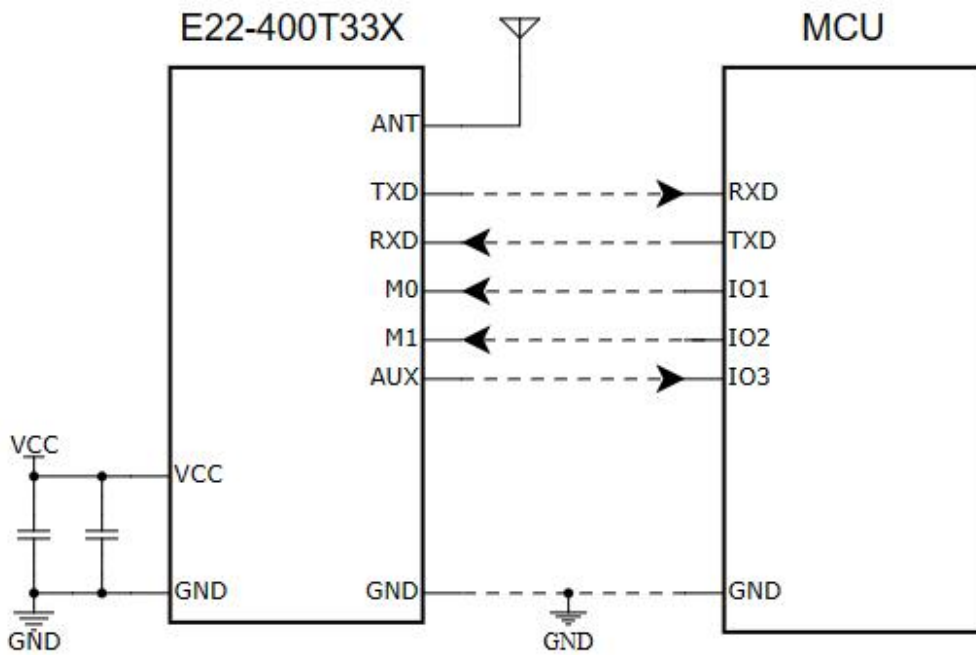 E22-400T33X MCU
ANT
TXD RXD
RXD TXD
M0 IO1
M1 IO2
AUX IO3
VCC
VCC
GND GND GND
GND GND